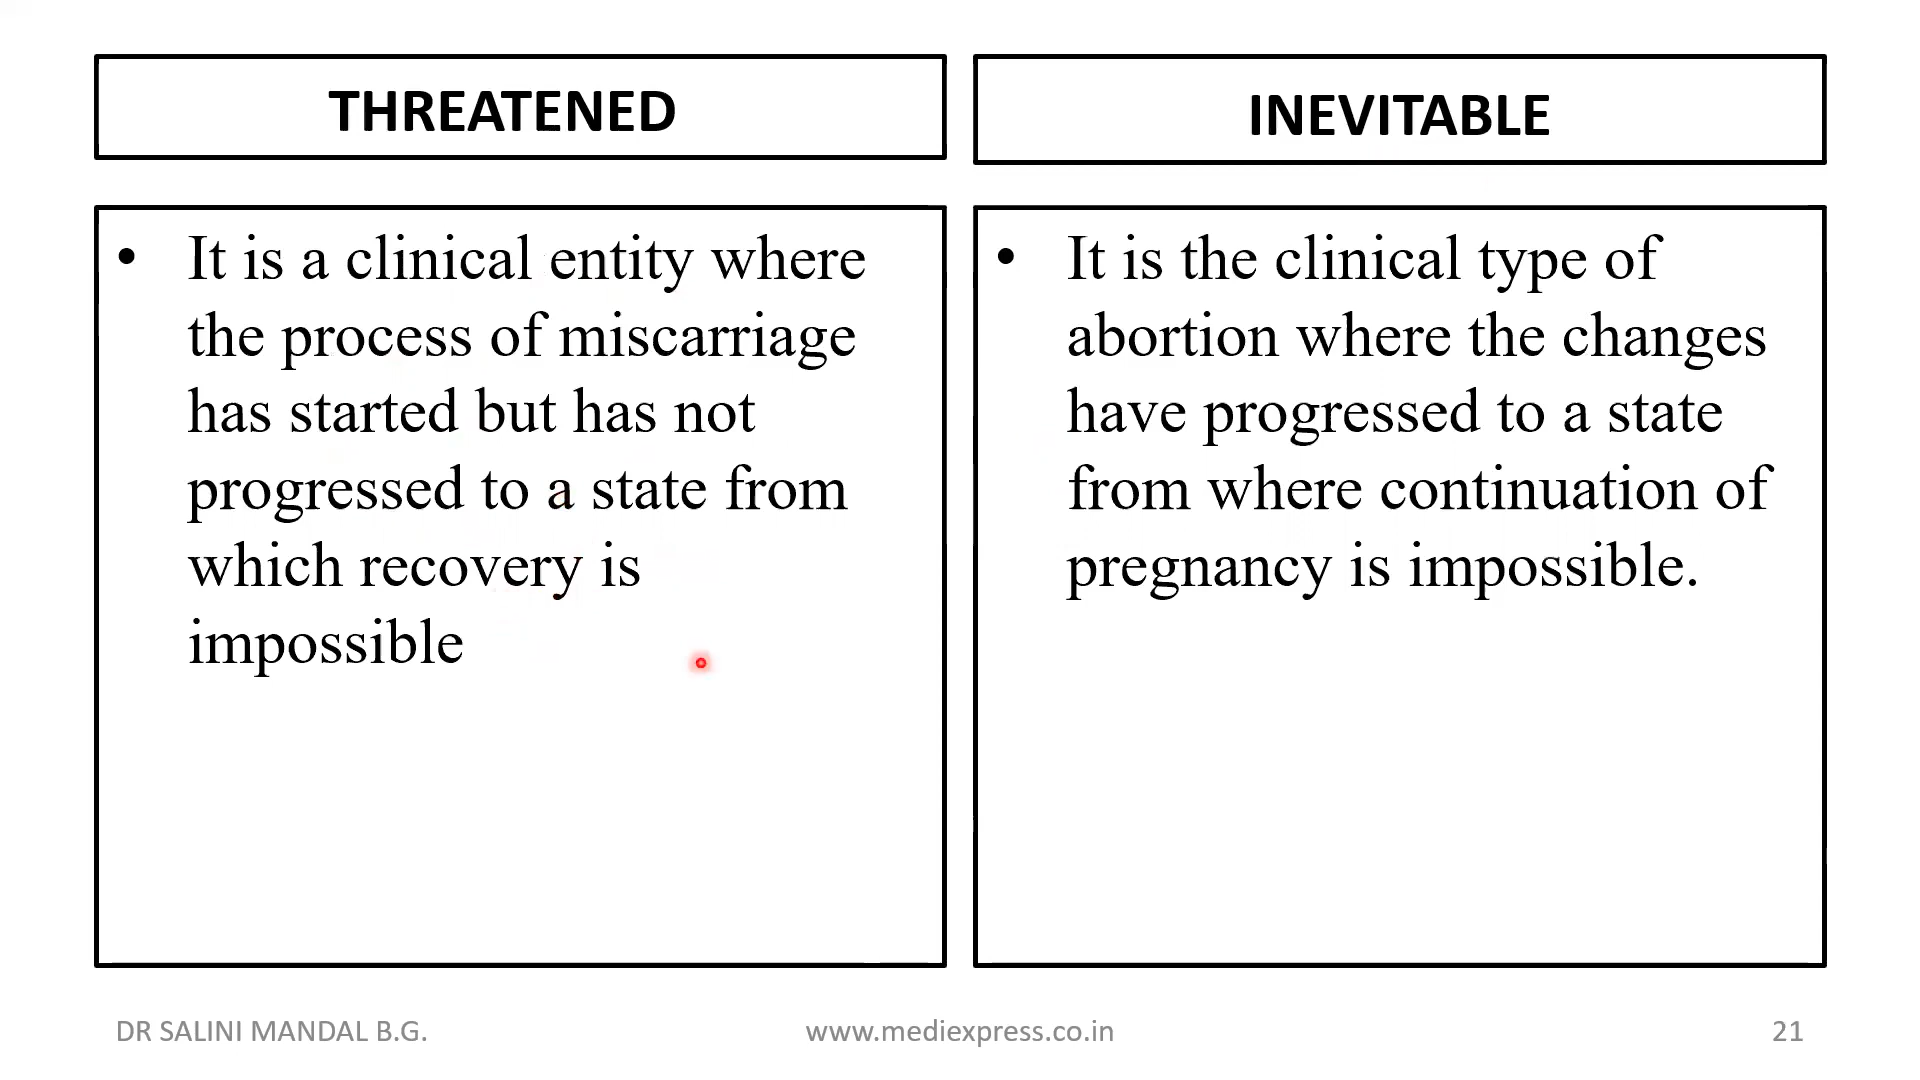 THREATENED
INEVITABLE
• It is a clinical entity where
the process of miscarriage
has started but has not
progressed to a state from
which recovery is
impossible
• It is the clinical type of
abortion where the changes
have progressed to a state
from where continuation of
pregnancy is impossible.
DR SALINI MANDAL B.G.
www.mediexpress.co.in
21